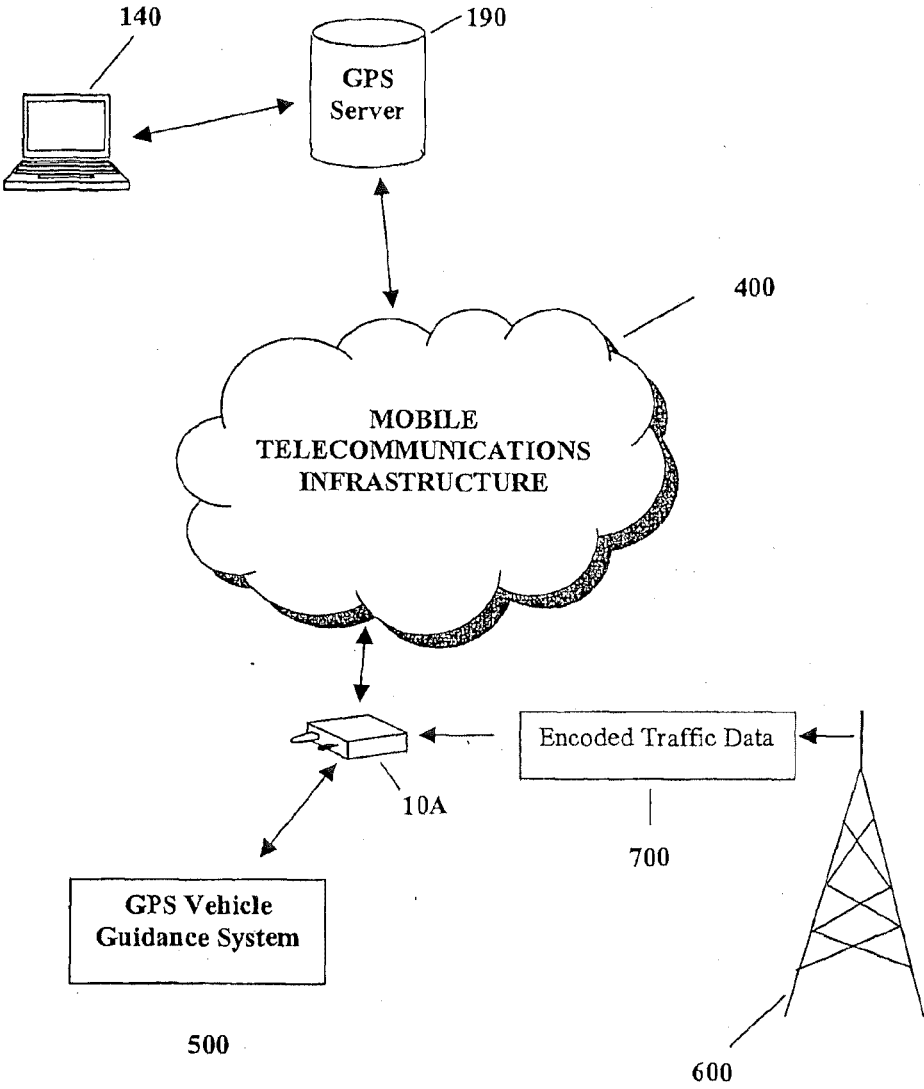 140
190
GPS
Server
400
MOBILE
TELECOMMUNICATIONS
INFRASTRUCTURE
Encoded Traffic Data
10A
700
GPS Vehicle
Guidance System
500
600